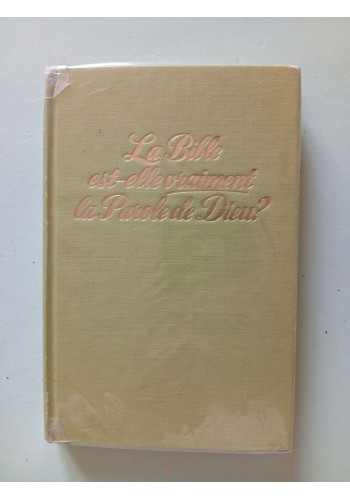 La Bible
est-elle vraiment
la Parole de Dieu?